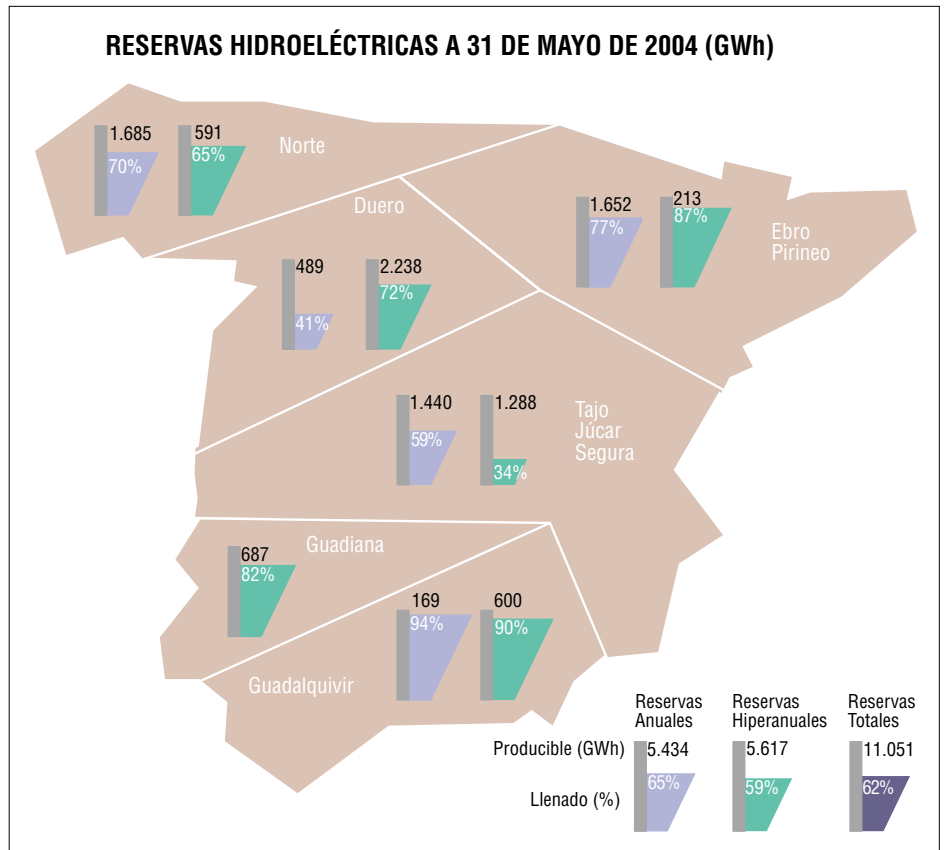 RESERVAS HIDROELÉCTRICAS A 31 DE MAYO DE 2004 (GWh)
1.685
70%
591
65%
Norte
Duero
489
41%
2.238
72%
1.652
77%
213
87%
Ebro
Pirineo
1.440
59%
1.288
34%
Tajo
Júcar
Segura
Guadiana
687
82%
169
94%
600
90%
Guadalquivir
Reservas
Anuales
Reservas
Hiperanuales
Reservas
Totales
Producible (GWh)
5.434
5.617
11.051
Llenado (%)
65%
59%
62%